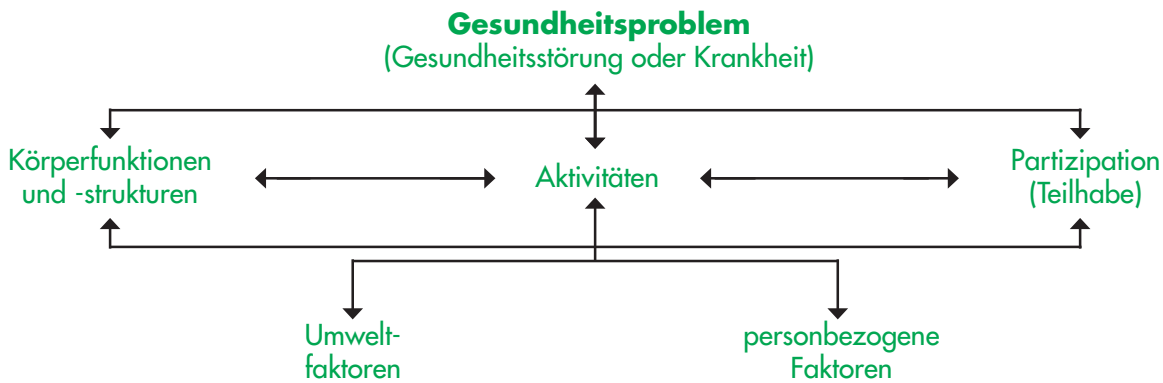 Gesundheitsproblem
(Gesundheitsstörung oder Krankheit)
Körperfunktionen
und -strukturen
Aktivitäten
Partizipation
(Teilhabe)
Umwelt-
faktoren
personbezogene
Faktoren